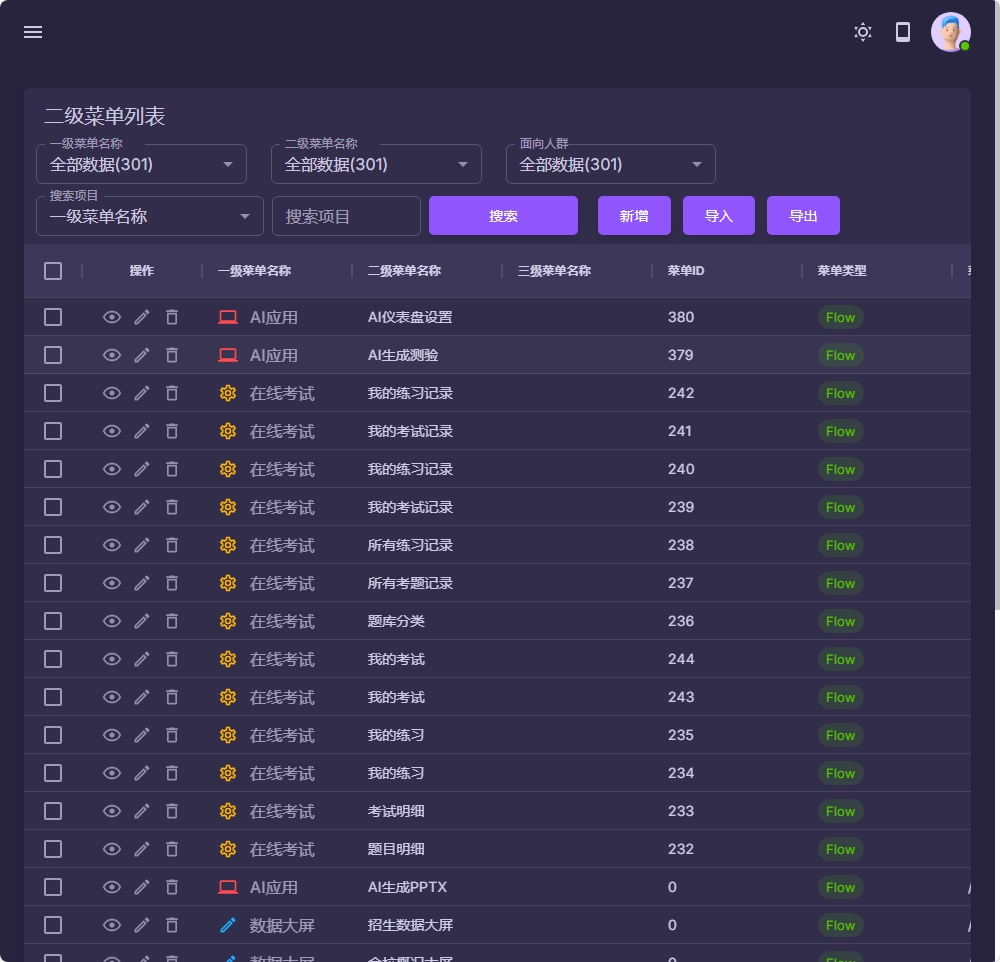 二级菜单列表
一级菜单名称 二级菜单名称 面向人群
全部数据(301) 全部数据(301) 全部数据(301)
搜索项目
一级菜单名称 搜索项目 搜索 新增 导入 导出
操作 一级菜单名称 二级菜单名称 三级菜单名称 菜单ID 菜单类型
AI应用 AI仪表盘设置 380 Flow
AI应用 AI生成测验 379 Flow
在线考试 我的练习记录 242 Flow
在线考试 我的考试记录 241 Flow
在线考试 我的练习记录 240 Flow
在线考试 我的考试记录 239 Flow
在线考试 所有练习记录 238 Flow
在线考试 所有考题记录 237 Flow
在线考试 题库分类 236 Flow
在线考试 我的考试 244 Flow
在线考试 我的考试 243 Flow
在线考试 我的练习 235 Flow
在线考试 我的练习 234 Flow
在线考试 考试明细 233 Flow
在线考试 题目明细 232 Flow
AI应用 AI生成PPTX 0 Flow
数据大屏 招生数据大屏 0 Flow
数据大屏 全校概况大屏 0 Flow